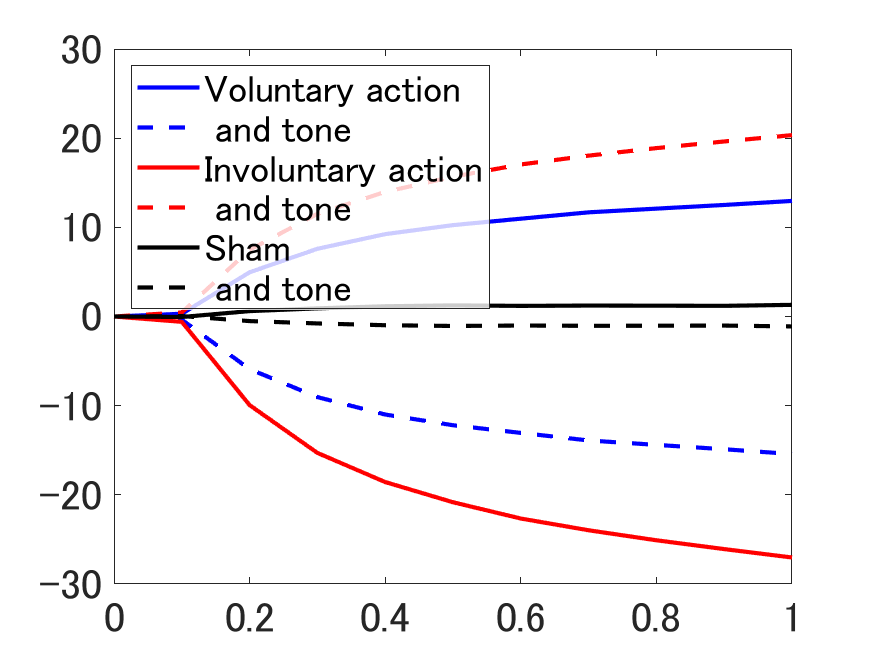 30
20
10
0
−10
−20
−30
Voluntary action
and tone
Involuntary action
and tone
Sham
and tone
0 0.2 0.4 0.6 0.8 1